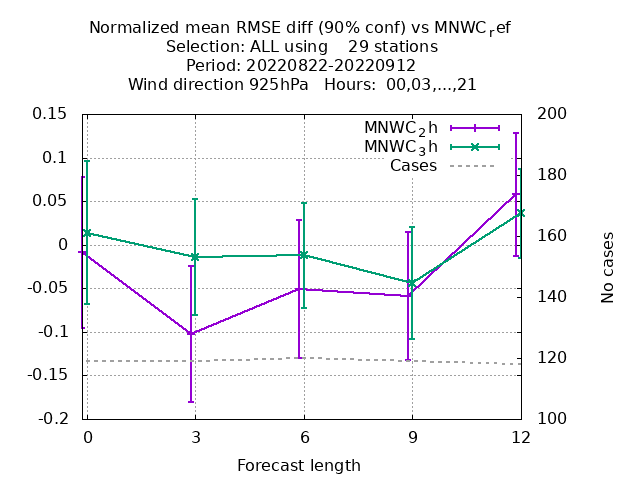 Normalized mean RMSE diff (90% conf) vs MNWC_ref
Selection: ALL using    29 stations
Period: 20220822-20220912
Wind direction 925hPa   Hours:  00,03,...,21
MNWC_2h
MNWC_3h
Cases
0.15
0.1
0.05
0
-0.05
-0.1
-0.15
-0.2
200
180
160
140
120
100
No cases
0
3
6
9
12
Forecast length